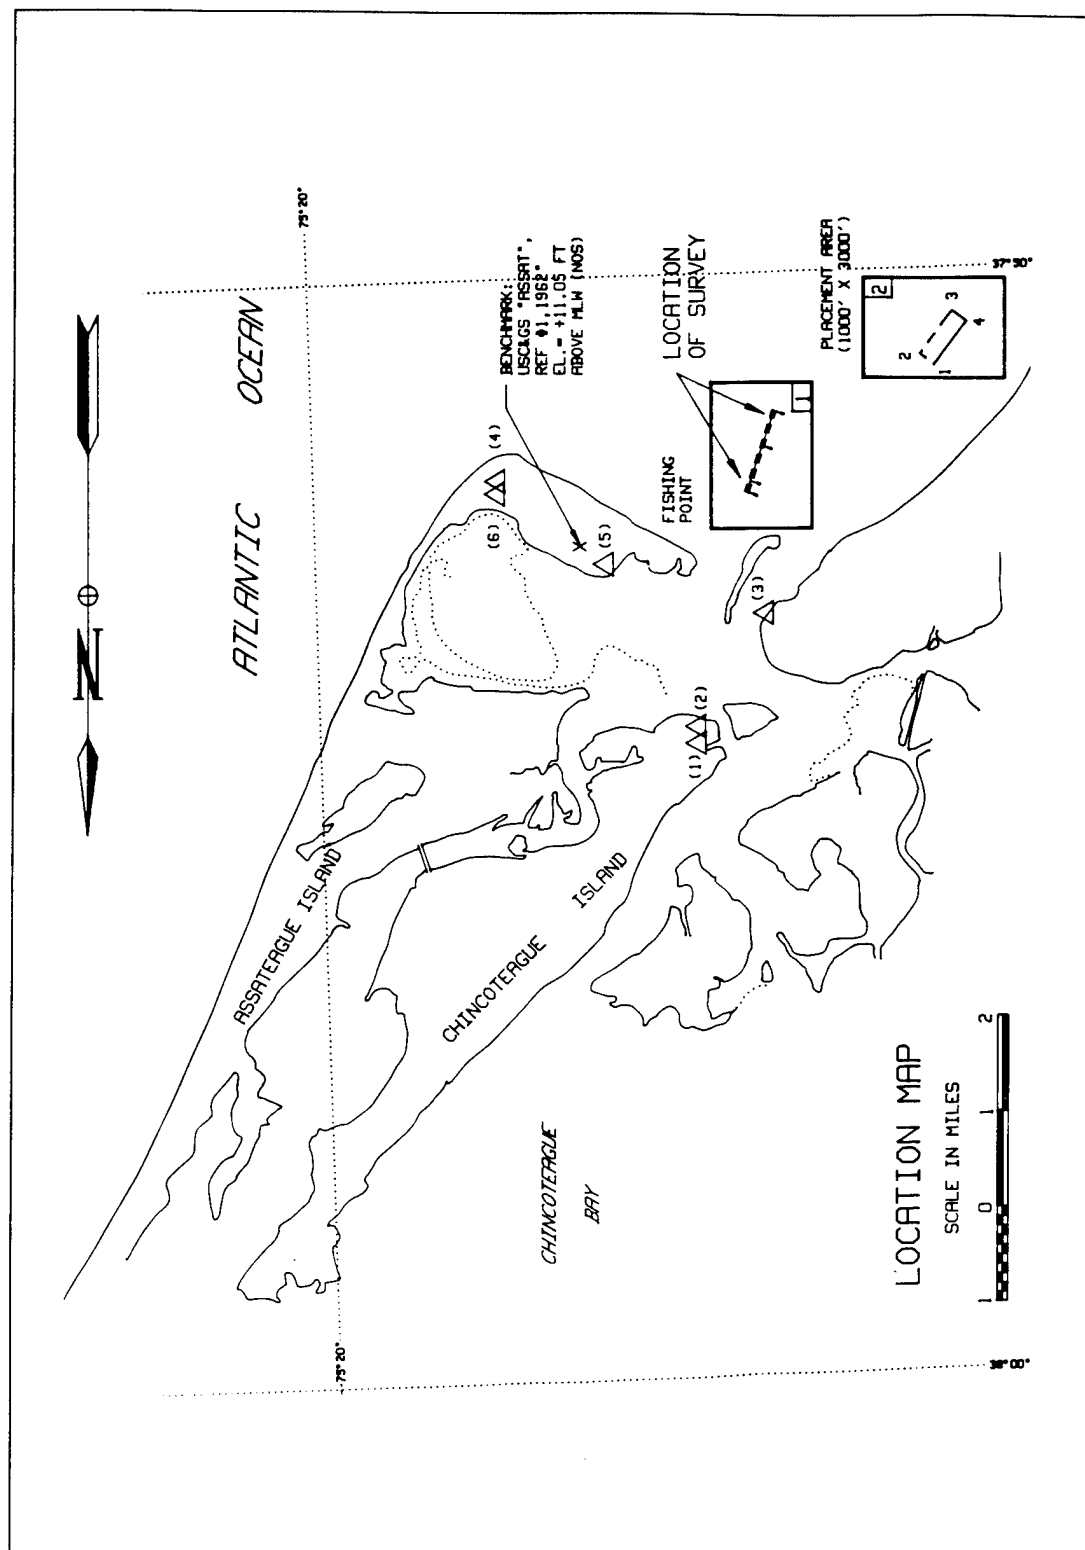 N
ATLANTIC OCEAN
75°20'
BENCHMARK:
USC&GS "ASSAT",
REF #1,1962"
EL.= +11.05 FT
ABOVE MLW (NOS)
LOCATION
OF SURVEY
PLACEMENT AREA
(1000' X 3000')
37°50'
2
2
3
1
4
1
FISHING
POINT
(4)
(6)
(5)
(3)
(2)
(1)
ASSATEAGUE ISLAND
CHINCOTEAGUE ISLAND
CHINCOTEAGUE
BAY
75°20'
38°00'
LOCATION MAP
SCALE IN MILES
1 0 1 2